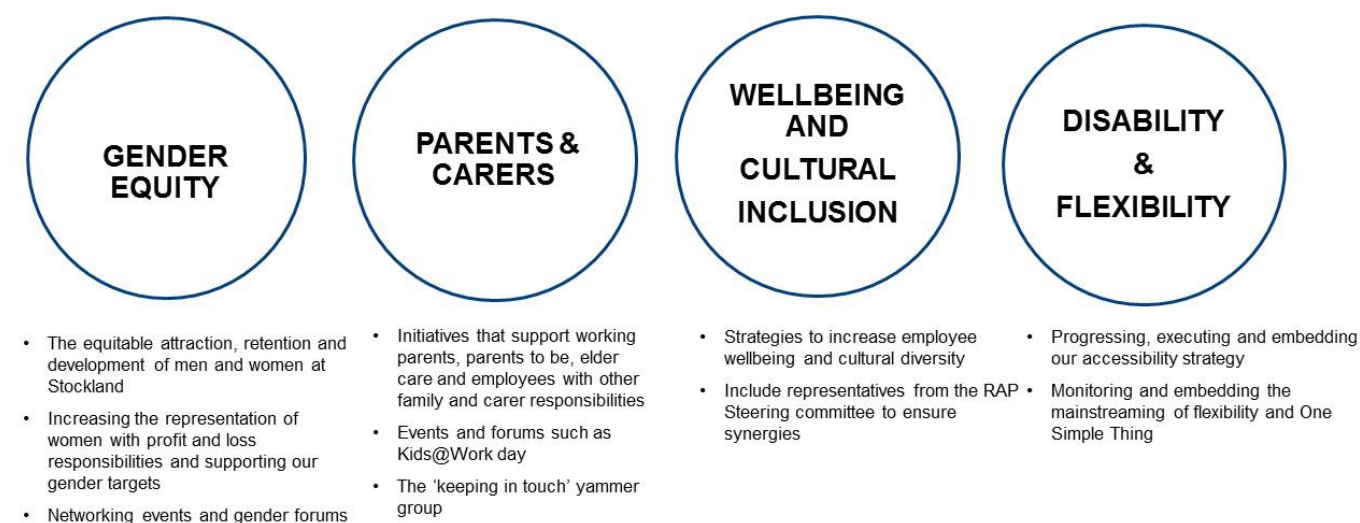 GENDER
EQUITY
• The equitable attraction, retention and
development of men and women at
Stockland
• Increasing the representation of
women with profit and loss
responsibilities and supporting our
gender targets
• Networking events and gender forums
PARENTS &
CARERS
• Initiatives that support working
parents, parents to be, elder
care and employees with other
family and carer responsibilities
• Events and forums such as
Kids@Work day
• The ‘keeping in touch’ yammer
group
WELLBEING
AND
CULTURAL
INCLUSION
• Strategies to increase employee
wellbeing and cultural diversity
• Include representatives from the RAP
Steering committee to ensure
synergies
DISABILITY
&
FLEXIBILITY
• Progressing, executing and embedding
our accessibility strategy
• Monitoring and embedding the
mainstreaming of flexibility and One
Simple Thing